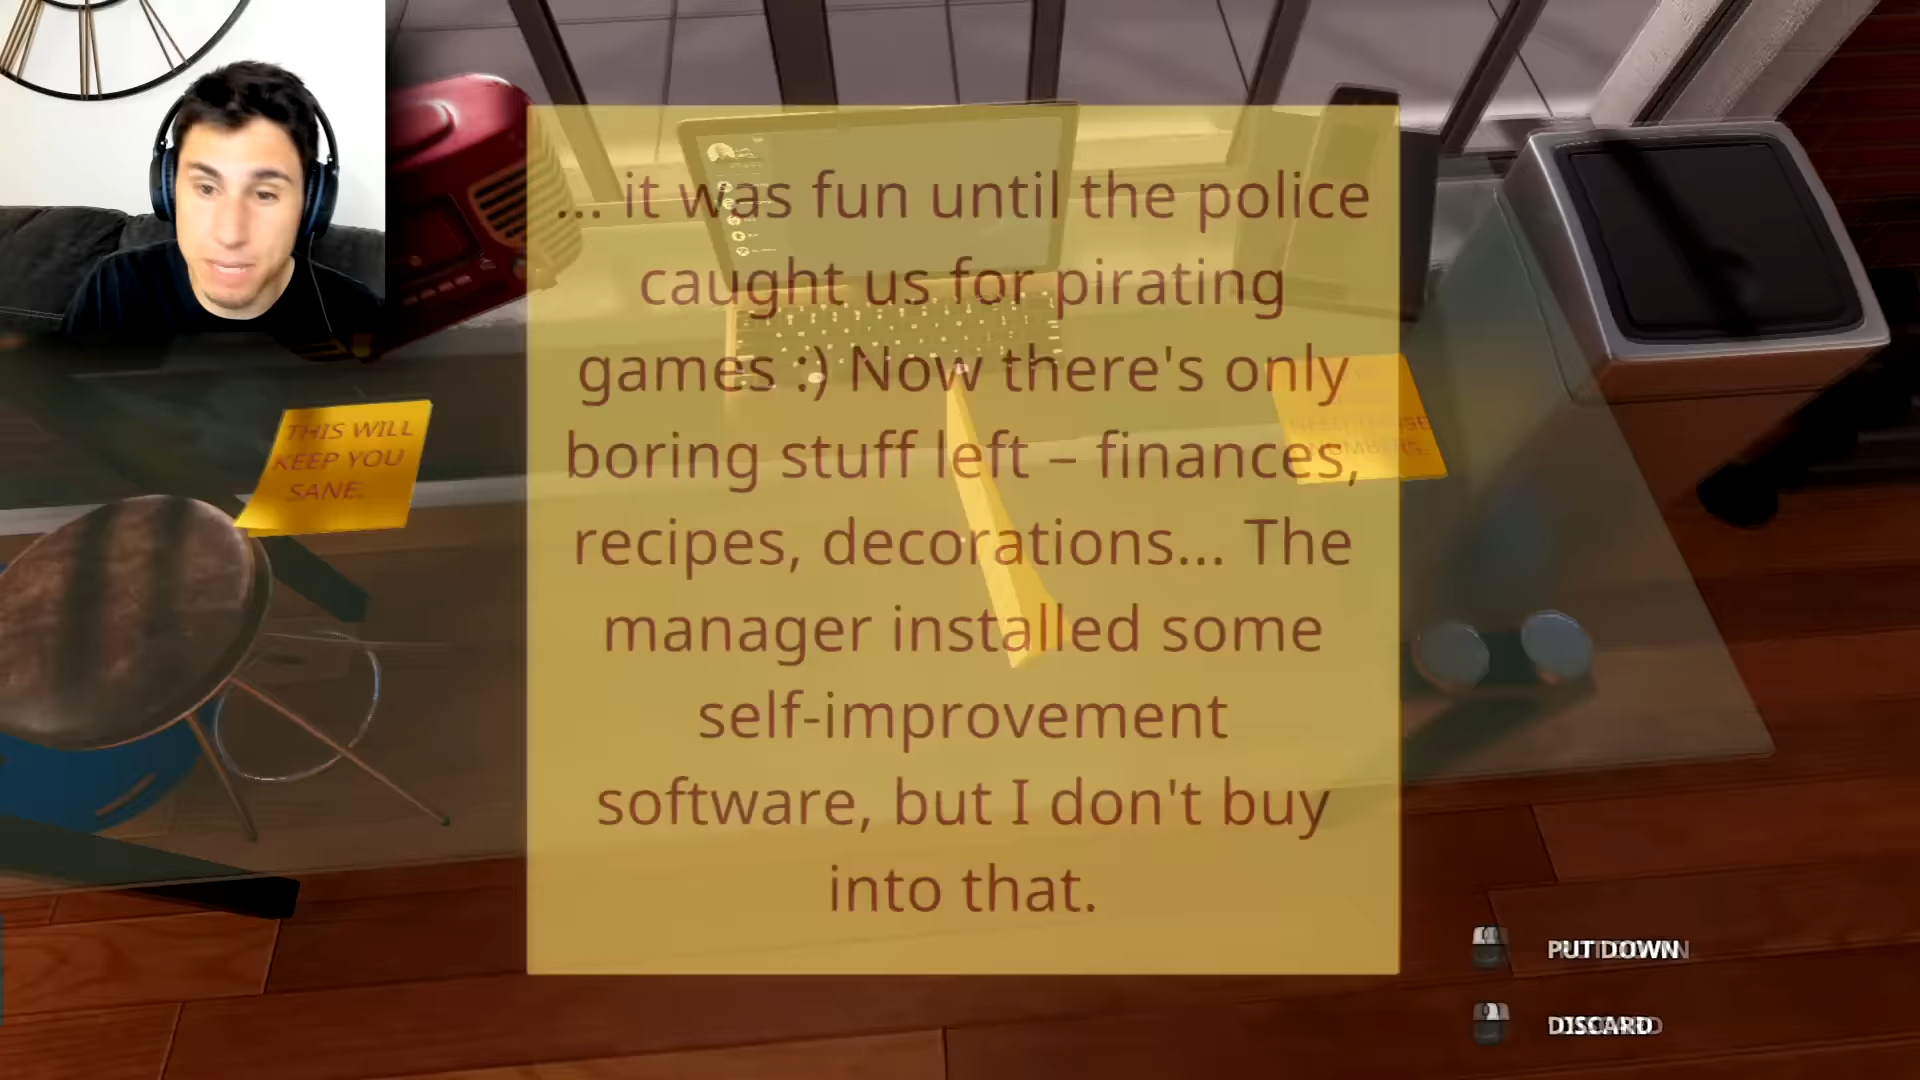 ... it was fun until the police
caught us for pirating
games :) Now there's only
boring stuff left – finances,
recipes, decorations... The
manager installed some
self-improvement
software, but I don't buy
into that.
THIS WILL
KEEP YOU
SANE.
PUT DOWN
DISCARD